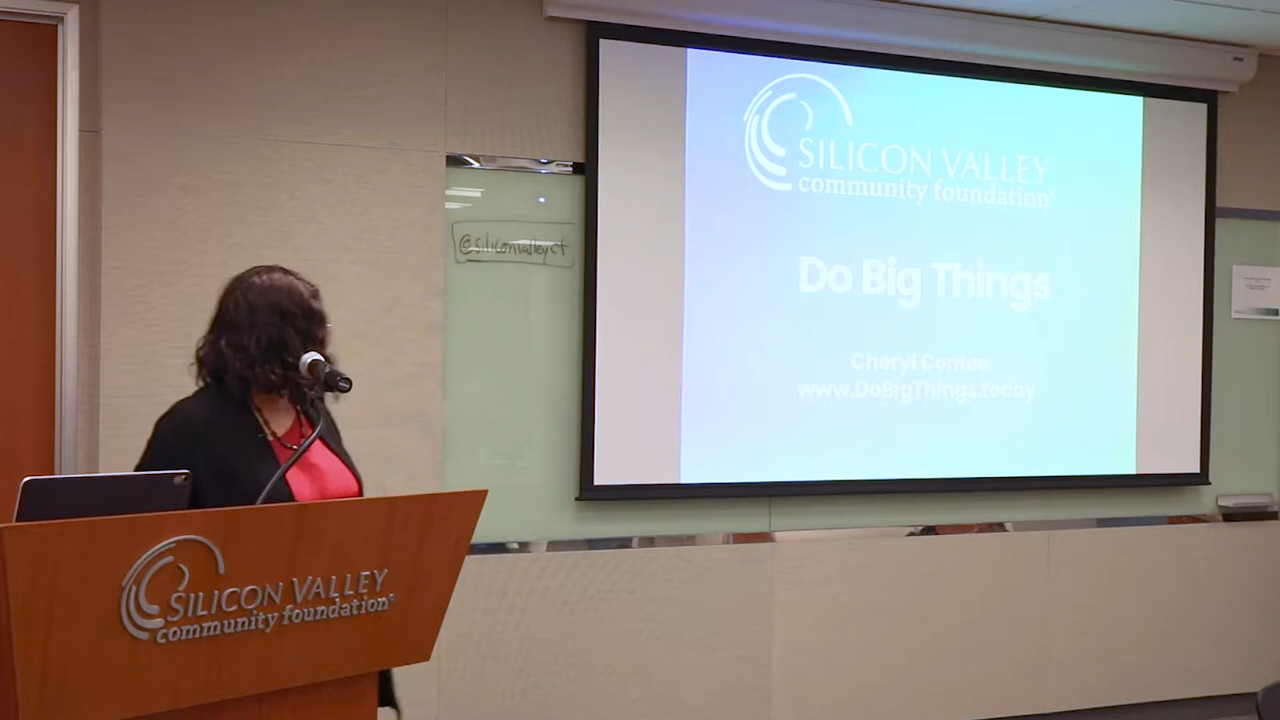 SILICON VALLEY
community foundation®
Do Big Things
Cheryl Contee
www.DoBigThings.today
@siliconvalleycf
SILICON VALLEY
community foundation®